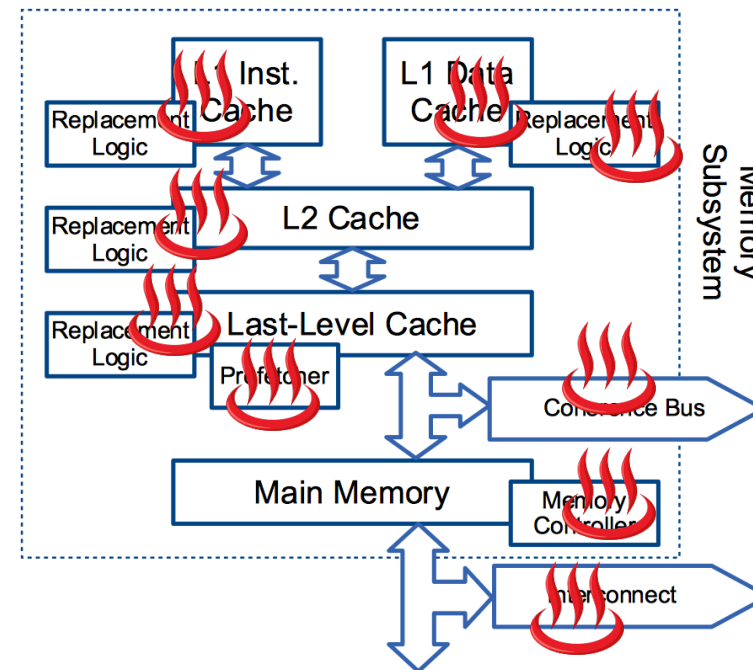 L1 Inst.
Cache
L1 Data
Cache
Replacement
Logic
Replacement
Logic
Memory
Subsystem
Replacement
Logic
L2 Cache
Replacement
Logic
Last-Level Cache
Prefetcher
Coherence Bus
Main Memory
Memory
Controller
Interconnect